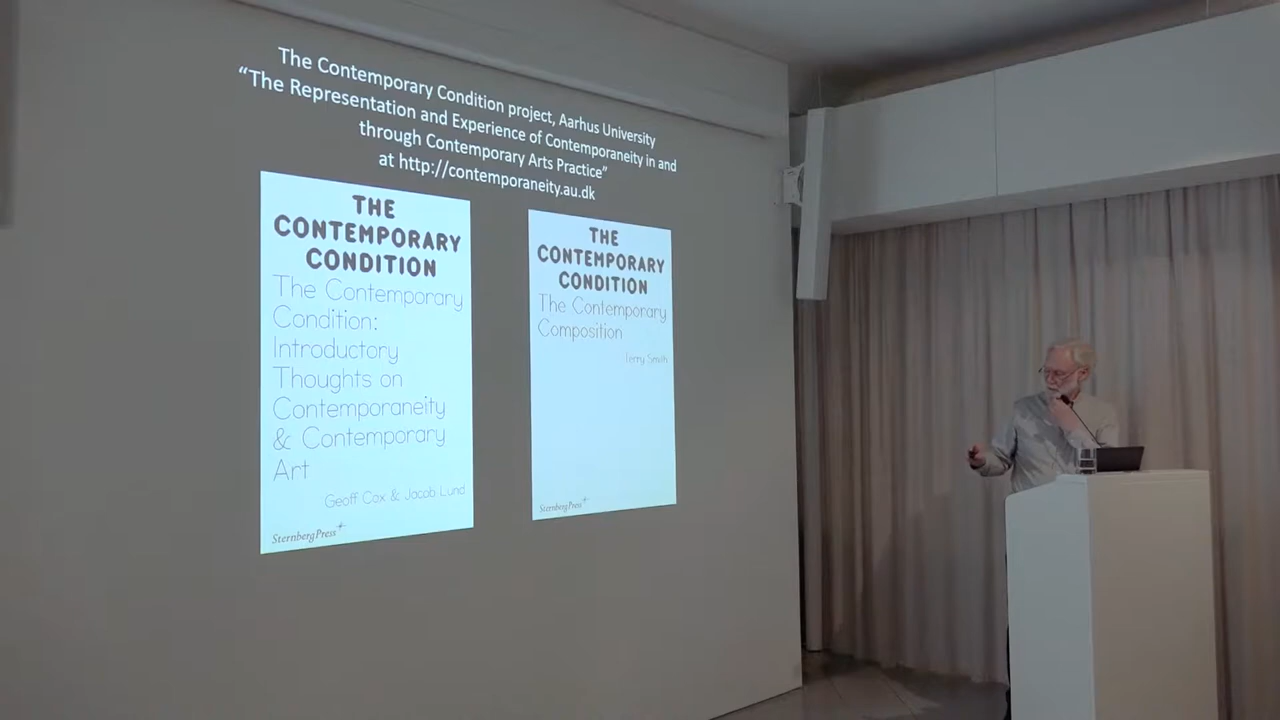 The Contemporary Condition project, Aarhus University
“The Representation and Experience of Contemporaneity in and
through Contemporary Arts Practice”
at http://contemporaneity.au.dk
THE
CONTEMPORARY
CONDITION
The Contemporary
Condition:
Introductory
Thoughts on
Contemporaneity
& Contemporary
Art
Geoff Cox & Jacob Lund
SternbergPress+
THE
CONTEMPORARY
CONDITION
The Contemporary
Composition
Terry Smith
SternbergPress+